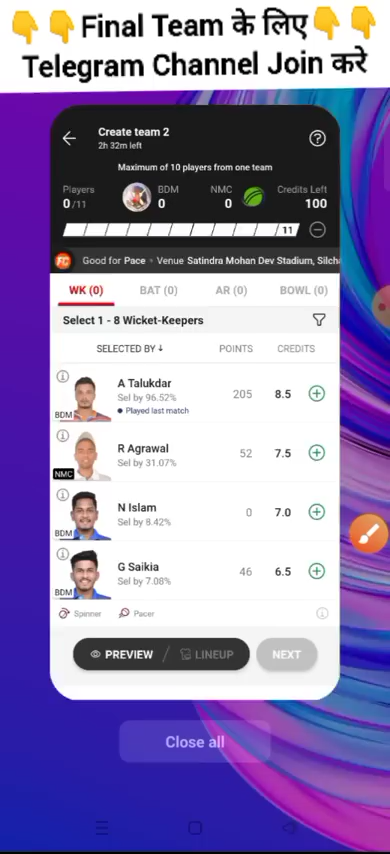 👇👇Final Team के लिए👇👇
Telegram Channel Join करे
Create team 2
2h 32m left
Maximum of 10 players from one team
Players
0/11
BDM
0
NMC
0
Credits Left
100
11
FC Good for Pace • Venue Satindra Mohan Dev Stadium, Silcha
WK (0) BAT (0) AR (0) BOWL (0)
Select 1 - 8 Wicket-Keepers
SELECTED BY ↓ POINTS CREDITS
A Talukdar
Sel by 96.52%
• Played last match
BDM
205 8.5
R Agrawal
Sel by 31.07%
NMC
52 7.5
N Islam
Sel by 8.42%
BDM
0 7.0
G Saikia
Sel by 7.08%
BDM
46 6.5
Spinner Pacer
PREVIEW / LINEUP NEXT
Close all